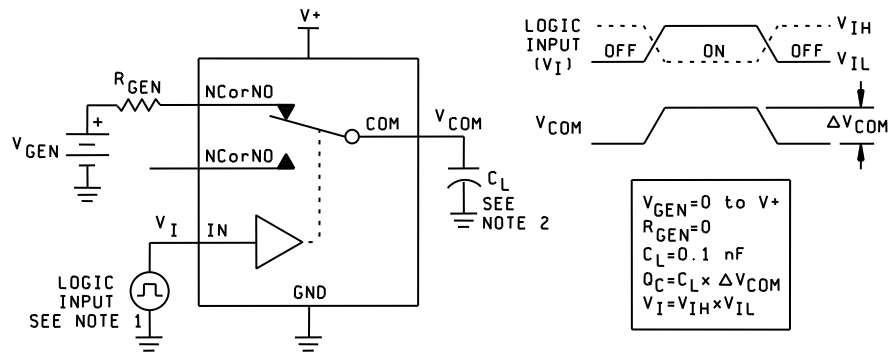 V+
RGEN
NCorNO
+
VGEN
COM
VCOM
NCorNO
CL
SEE
NOTE 2
VI
IN
LOGIC
INPUT
SEE NOTE 1
GND
LOGIC
INPUT
(VI)
OFF
ON
OFF
VIH
VIL
VCOM
ΔVCOM
VGEN=0 to V+
RGEN=0
CL=0.1 nF
QC=CL× ΔVCOM
VI=VIH×VIL